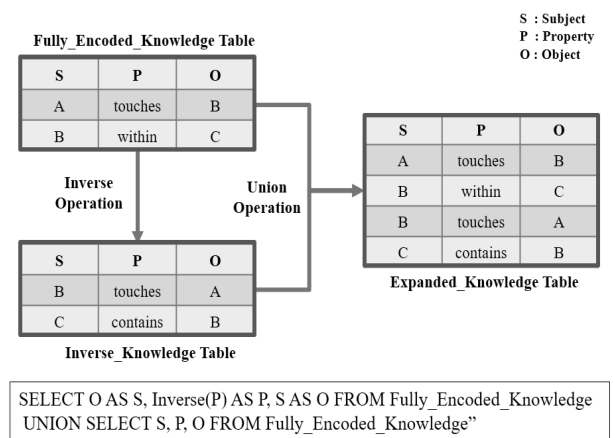 S : Subject
P : Property
O : Object
Fully_Encoded_Knowledge Table
S P O
A touches B
B within C
Inverse
Operation
Union
Operation
S P O
B touches A
C contains B
Inverse_Knowledge Table
S P O
A touches B
B within C
B touches A
C contains B
Expanded_Knowledge Table
SELECT O AS S, Inverse(P) AS P, S AS O FROM Fully_Encoded_Knowledge
UNION SELECT S, P, O FROM Fully_Encoded_Knowledge”